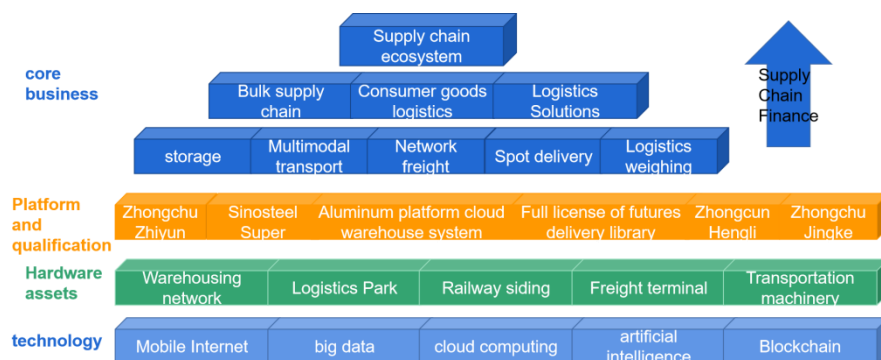 Supply chain
ecosystem
core
business
Bulk supply
chain
Consumer goods
logistics
Logistics
Solutions
Supply
Chain
Finance
storage
Multimodal
transport
Network
freight
Spot delivery
Logistics
weighing
Platform
and
qualification
Zhongchu
Zhiyun
Sinosteel
Super
Aluminum platform cloud
warehouse system
Full license of futures
delivery library
Zhongcun
Hengli
Zhongchu
Jingke
Hardware
assets
Warehousing
network
Logistics Park
Railway siding
Freight terminal
Transportation
machinery
technology
Mobile Internet
big data
cloud computing
artificial
intelligence
Blockchain